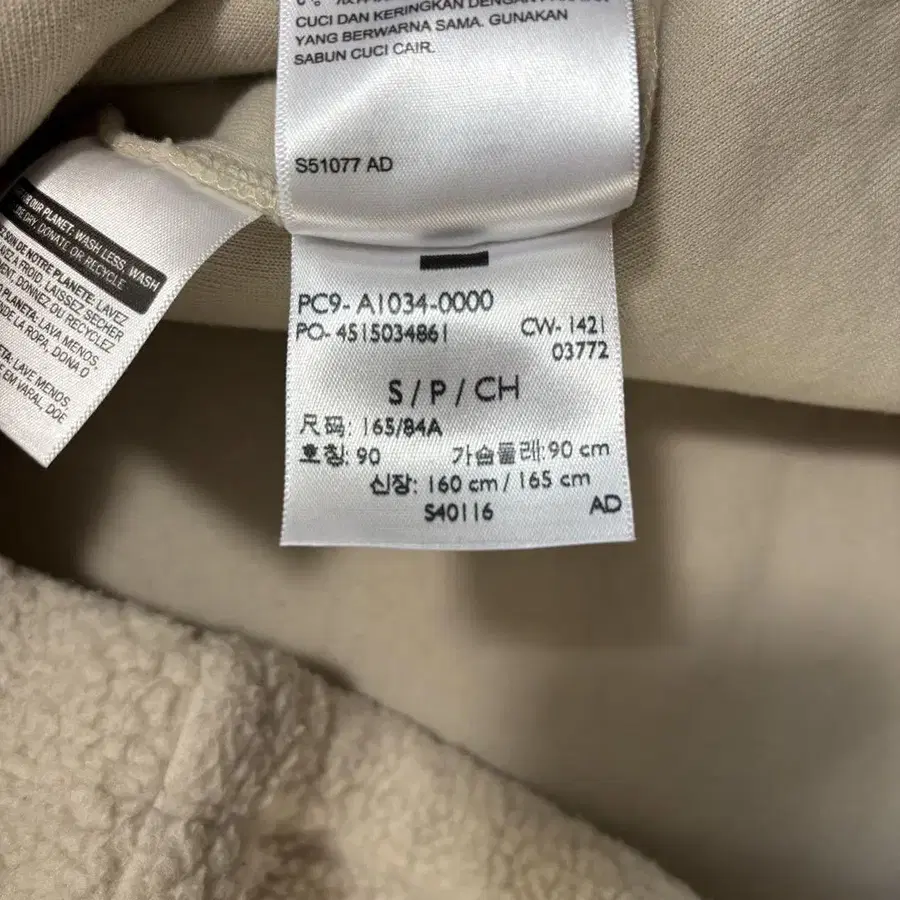 CUCI DAN KERINGKAN DENGAN
YANG BERWARNA SAMA. GUNAKAN
SABUN CUCI CAIR.
S51077 AD
OUR PLANET: WASH LESS, WASH
DRY, DONATE OR RECYCLE
DE NOTRE PLANÈTE: LAVEZ
À FROID, LAISSEZ SÉCHER
DONNEZ OU RECYCLEZ
PLANETA: LAVA MENOS,
DE LA ROPA, DONA O
LAVE MENOS,
EM VARAL, DOE
PC9- A1034-0000
PO- 4515034861 CW- 1421
03772
S / P / CH
尺码: 165/84A
호칭: 90 가슴둘레: 90 cm
신장: 160 cm / 165 cm
S40116 AD